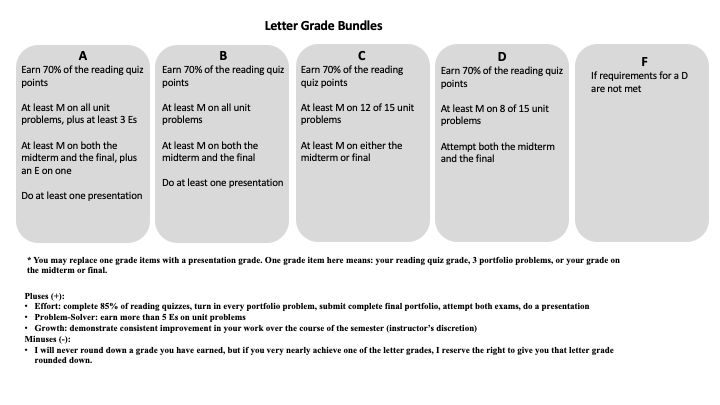 Letter Grade Bundles
A
Earn 70% of the reading quiz
points
At least M on all unit
problems, plus at least 3 Es
At least M on both the
midterm and the final, plus
an E on one
Do at least one presentation
B
Earn 70% of the reading quiz
points
At least M on all unit
problems
At least M on both the
midterm and the final
Do at least one presentation
C
Earn 70% of the reading
quiz points
At least M on 12 of 15 unit
problems
At least M on either the
midterm or final
D
Earn 70% of the reading quiz
points
At least M on 8 of 15 unit
problems
Attempt both the midterm
and the final
F
If requirements for a D
are not met
* You may replace one grade items with a presentation grade. One grade item here means: your reading quiz grade, 3 portfolio problems, or your grade on
the midterm or final.
Pluses (+):
• Effort: complete 85% of reading quizzes, turn in every portfolio problem, submit complete final portfolio, attempt both exams, do a presentation
• Problem-Solver: earn more than 5 Es on unit problems
• Growth: demonstrate consistent improvement in your work over the course of the semester (instructor's discretion)
Minuses (-):
• I will never round down a grade you have earned, but if you very nearly achieve one of the letter grades, I reserve the right to give you that letter grade
rounded down.